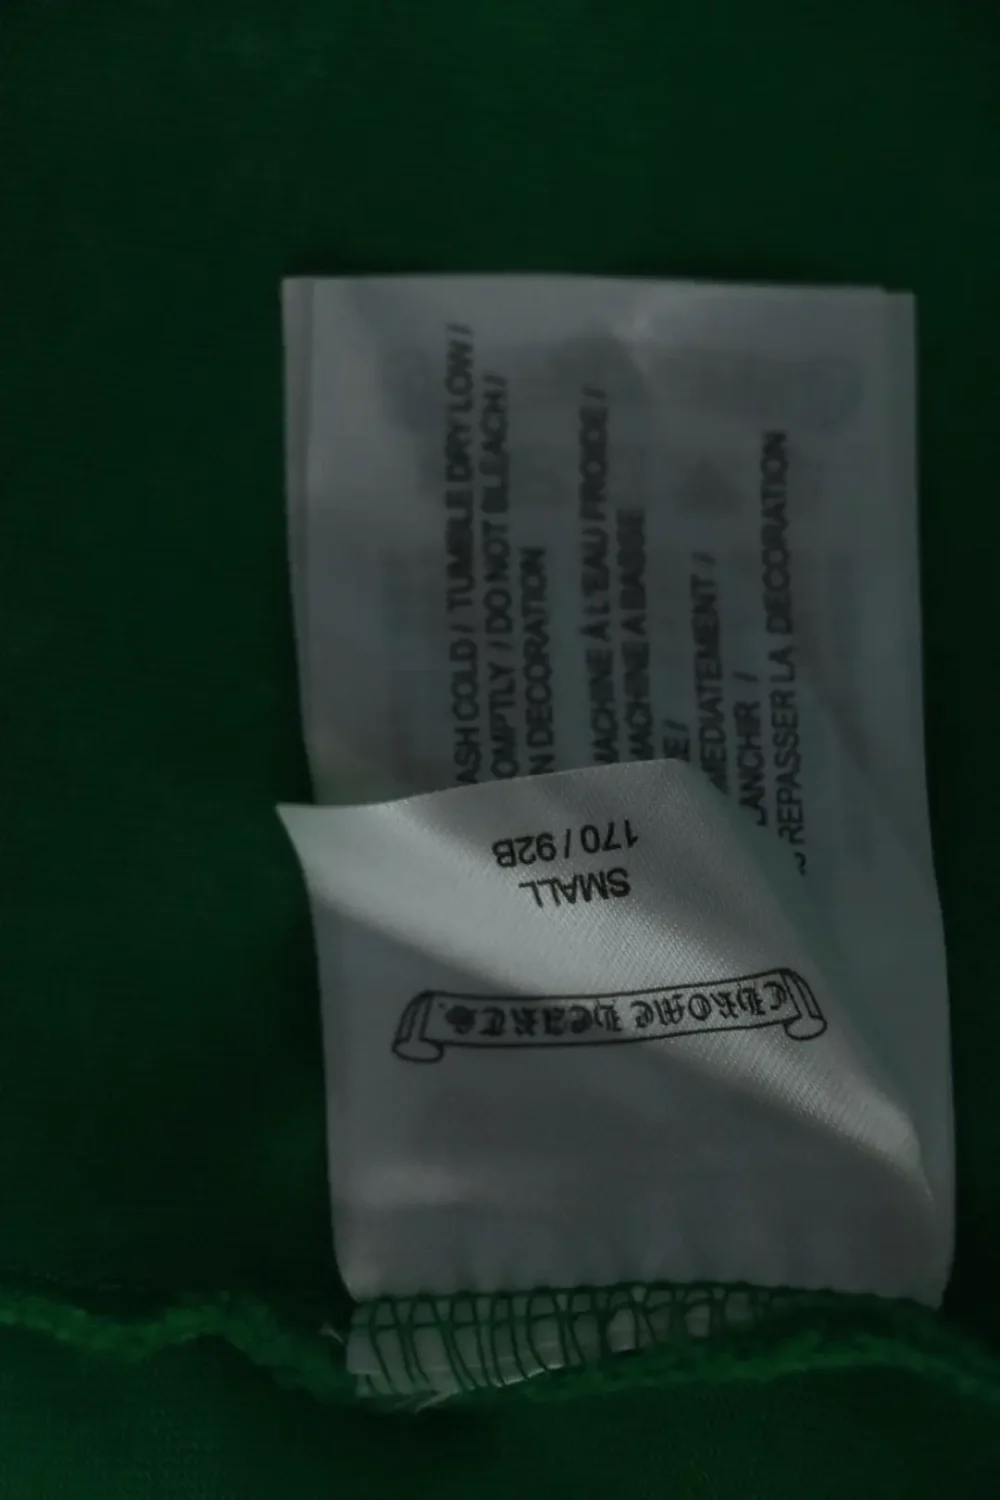 CHROME HEARTS
SMALL
170 / 92B
ASH COLD / TUMBLE DRY LOW /
OMPTLY / DO NOT BLEACH /
N DECORATION
MACHINE À L'EAU FROIDE /
MACHINE A BASSE
E /
MEDIATEMENT /
LANCHIR /
REPASSER LA DECORATION